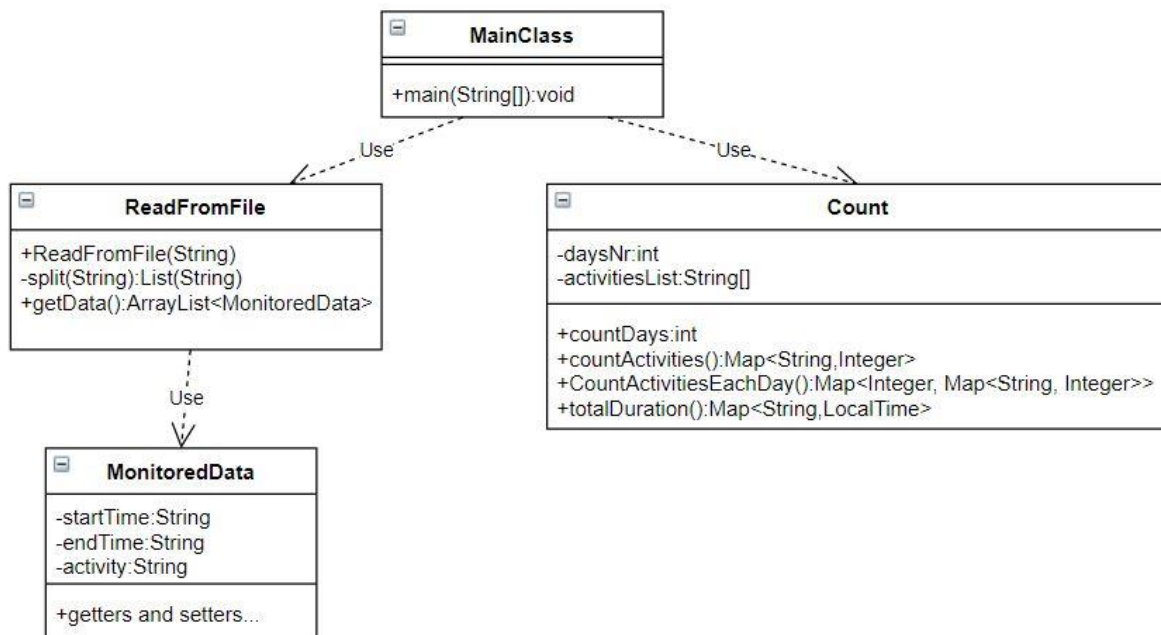 MainClass
+main(String[]):void
Use
Use
ReadFromFile
+ReadFromFile(String)
-split(String):List(String)
+getData():ArrayList<MonitoredData>
Count
-daysNr:int
-activitiesList:String[]
+countDays:int
+countActivities():Map<String,Integer>
+CountActivitiesEachDay():Map<Integer, Map<String, Integer>>
+totalDuration():Map<String,LocalTime>
Use
MonitoredData
-startTime:String
-endTime:String
-activity:String
+getters and setters...